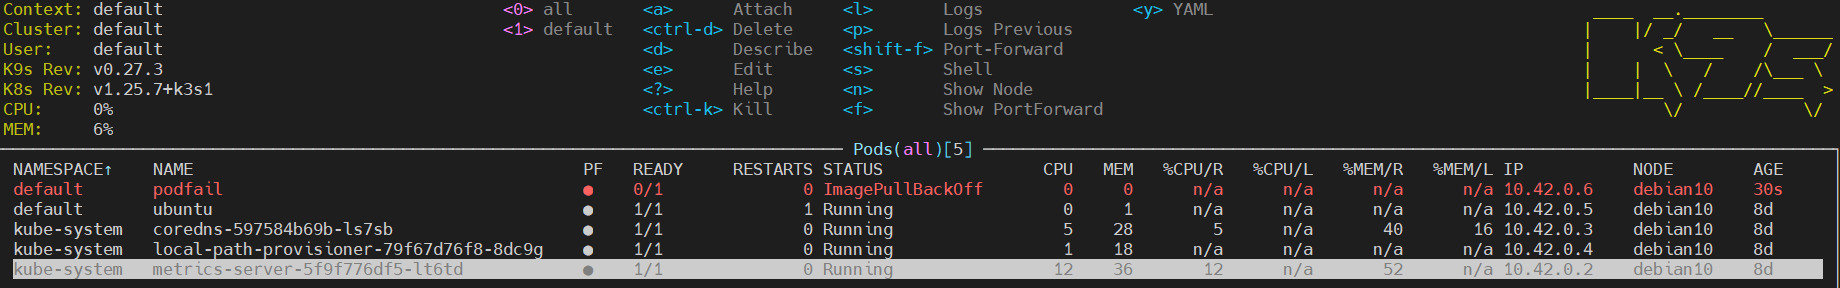 Context: default <0> all <a> Attach <l> Logs <y> YAML
Cluster: default <1> default <ctrl-d> Delete <p> Logs Previous
User: default <d> Describe <shift-f> Port-Forward
K9s Rev: v0.27.3 <e> Edit <s> Shell
K8s Rev: v1.25.7+k3s1 <?> Help <n> Show Node
CPU: 0% <ctrl-k> Kill <f> Show PortForward
MEM: 6%
Pods(all)[5]
NAMESPACE↑ NAME PF READY RESTARTS STATUS CPU MEM %CPU/R %CPU/L %MEM/R %MEM/L IP NODE AGE
default podfail ● 0/1 0 ImagePullBackOff 0 0 n/a n/a n/a n/a 10.42.0.6 debian10 30s
default ubuntu ● 1/1 1 Running 0 1 n/a n/a n/a n/a 10.42.0.5 debian10 8d
kube-system coredns-597584b69b-ls7sb ● 1/1 0 Running 5 28 5 n/a 40 16 10.42.0.3 debian10 8d
kube-system local-path-provisioner-79f67d76f8-8dc9g ● 1/1 0 Running 1 18 n/a n/a n/a n/a 10.42.0.4 debian10 8d
kube-system metrics-server-5f9f776df5-lt6td ● 1/1 0 Running 12 36 12 n/a 52 n/a 10.42.0.2 debian10 8d